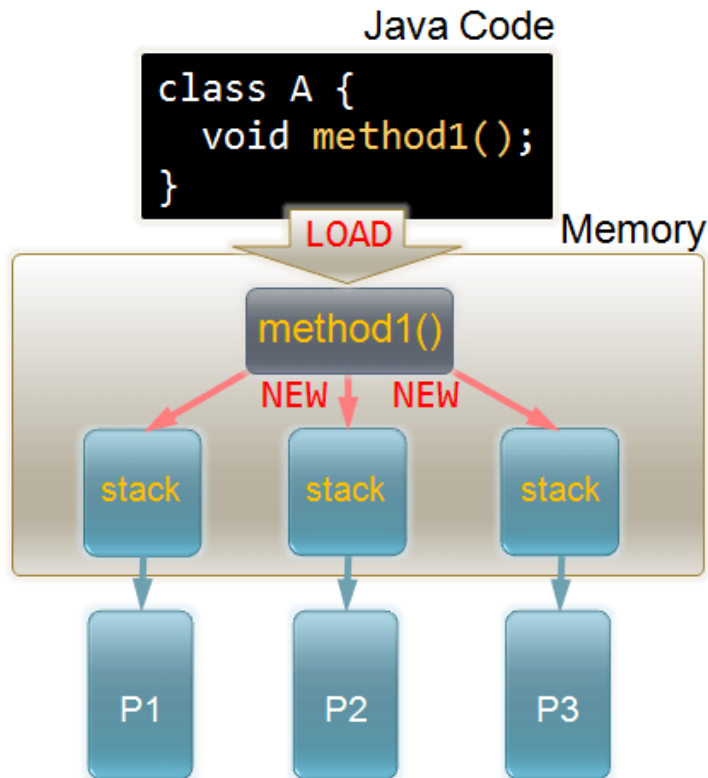 Java Code
class A {
  void method1();
}
LOAD
Memory
method1()
NEW NEW
stack stack stack
P1 P2 P3